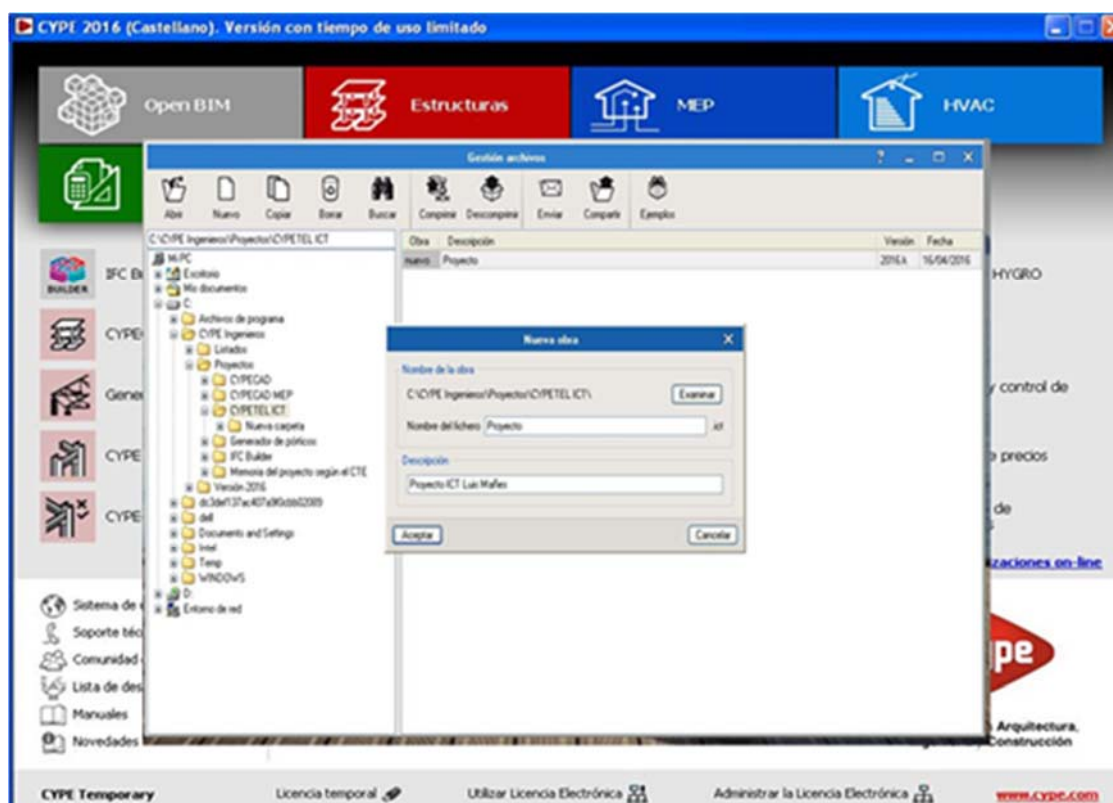 CYPE 2016 (Castellano). Versión con tiempo de uso limitado
Open BIM
Estructuras
MEP
HVAC
Gestión archivos
Abrir
Nuevo
Copiar
Borrar
Buscar
Comprimir
Descomprimir
Enviar
Compartir
Ejemplos
C:\CYPE Ingenieros\Proyectos\CYPETEL ICT
Mi PC
Escritorio
Mis documentos
C:
Archivos de programa
CYPE Ingenieros
Listados
Proyectos
CYPECAD
CYPECAD MEP
CYPETEL ICT
Nueva carpeta
Generador de pórticos
IFC Builder
Memoria del proyecto según el CTE
Versión 2016
dell
Documents and Settings
Intel
Temp
WINDOWS
D:
Entorno de red
Obra Descripción Versión Fecha
nuevo Proyecto 2016.k 16/04/2016
Nueva obra
Nombre de la obra
C:\CYPE Ingenieros\Proyectos\CYPETEL ICT\ Examinar
Nombre del fichero Proyecto .ict
Descripción
Proyecto ICT Luis Mañes
Aceptar Cancelar
BUILDER
IFC
CYPE
Gene
CYPE
CYPE
HYGRO
y control de
precios
de
zaciones on-line
Sistema de
Soporte téc
Comunidad
Lista de des
Manuales
Novedades
pe
Arquitectura,
Construcción
CYPE Temporary
Licencia temporal
Utilizar Licencia Electrónica
Administrar la Licencia Electrónica
www.cype.com